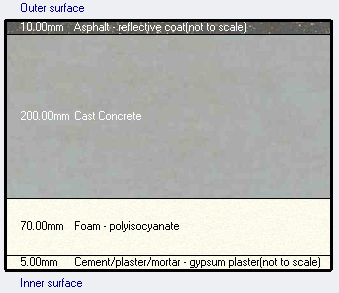 Outer surface
10.00mm Asphalt - reflective coat(not to scale)
200.00mm Cast Concrete
70.00mm Foam - polyisocyanate
5.00mm Cement/plaster/mortar - gypsum plaster(not to scale)
Inner surface